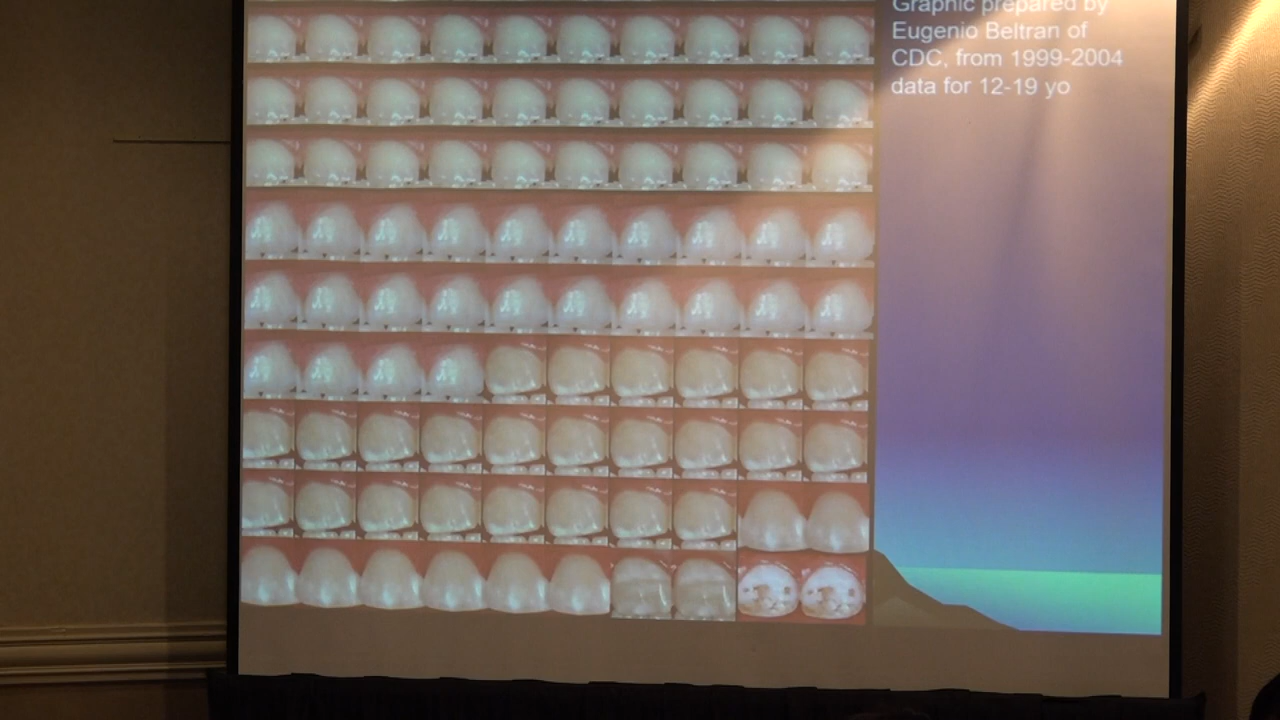 Graphic prepared by
Eugenio Beltran of
CDC, from 1999-2004
data for 12-19 yo